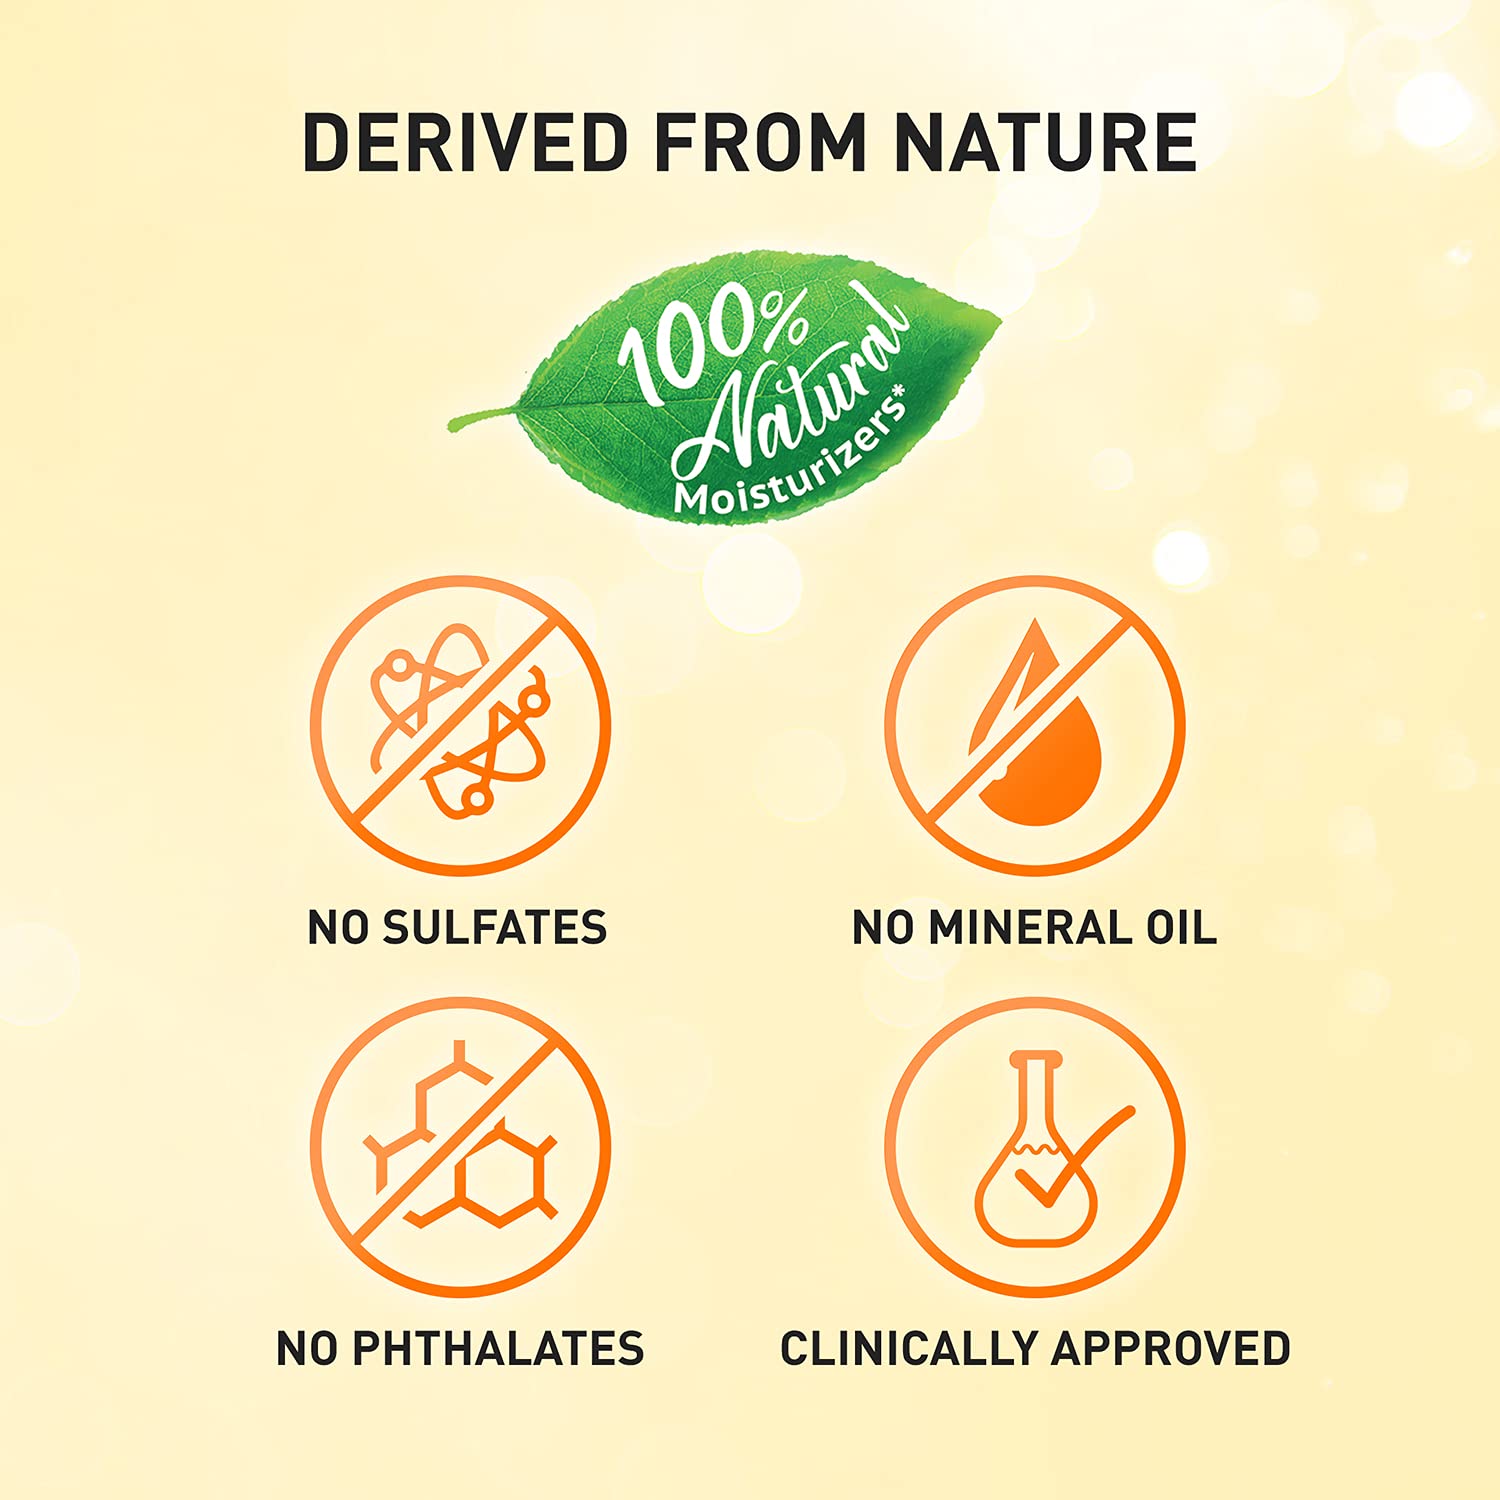 DERIVED FROM NATURE
100%
Natural
Moisturizers*
NO SULFATES
NO MINERAL OIL
NO PHTHALATES
CLINICALLY APPROVED